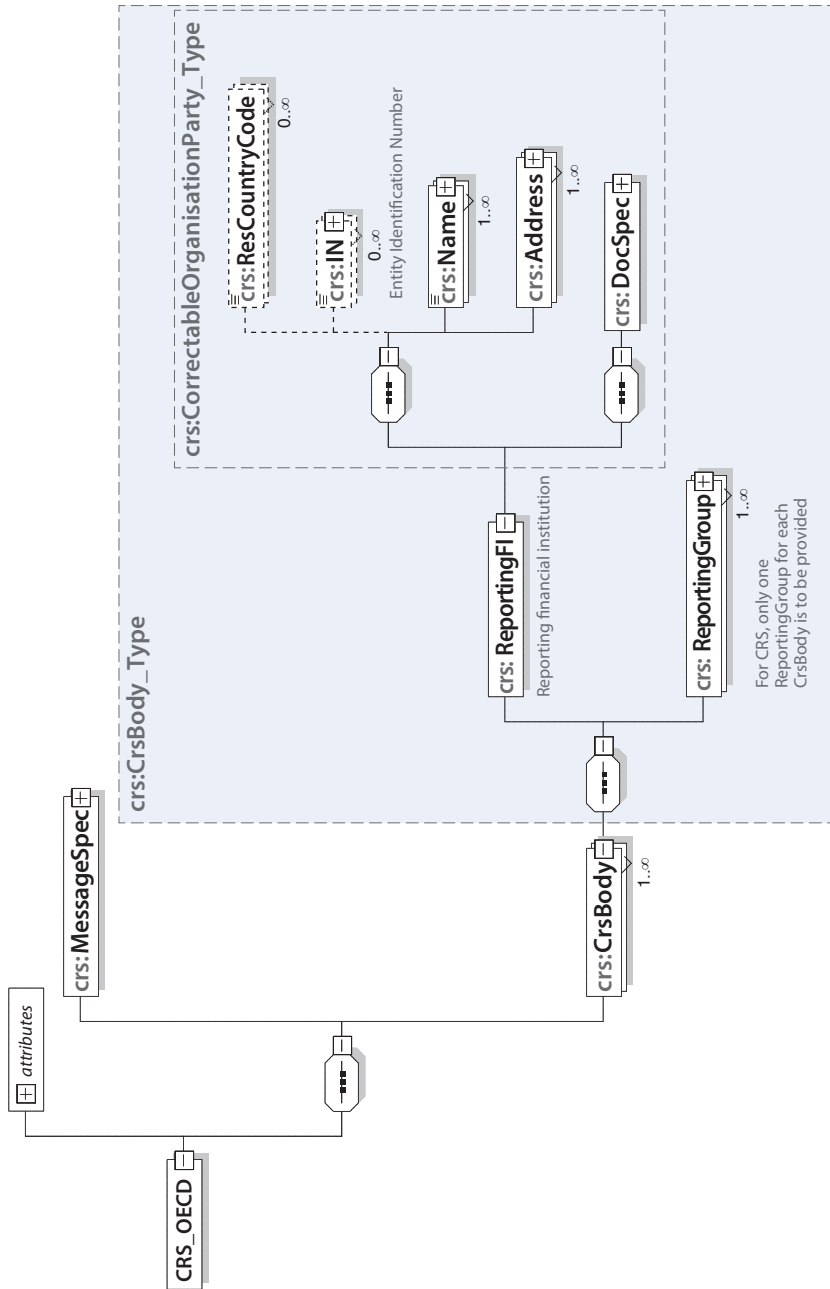 CRS_OECD
attributes
crs:MessageSpec
crs:CrsBody
1..∞
crs:CrsBody_Type
crs: ReportingFI
Reporting financial institution
crs:CorrectableOrganisationParty_Type
crs:ResCountryCode
0..∞
crs:IN
0..∞
Entity Identification Number
crs:Name
1..∞
crs:Address
1..∞
crs: DocSpec
crs: ReportingGroup
1..∞
For CRS, only one
ReportingGroup for each
CrsBody is to be provided